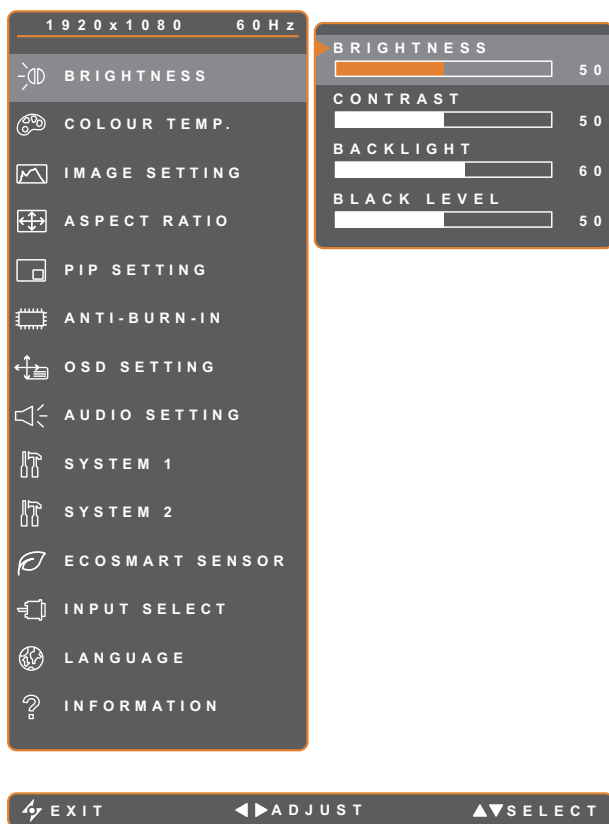 1920x1080 60Hz
BRIGHTNESS
COLOUR TEMP.
IMAGE SETTING
ASPECT RATIO
PIP SETTING
ANTI-BURN-IN
OSD SETTING
AUDIO SETTING
SYSTEM 1
SYSTEM 2
ECOSMART SENSOR
INPUT SELECT
LANGUAGE
INFORMATION
BRIGHTNESS
50
CONTRAST
50
BACKLIGHT
60
BLACK LEVEL
50
EXIT ◀▶ADJUST ▲▼SELECT